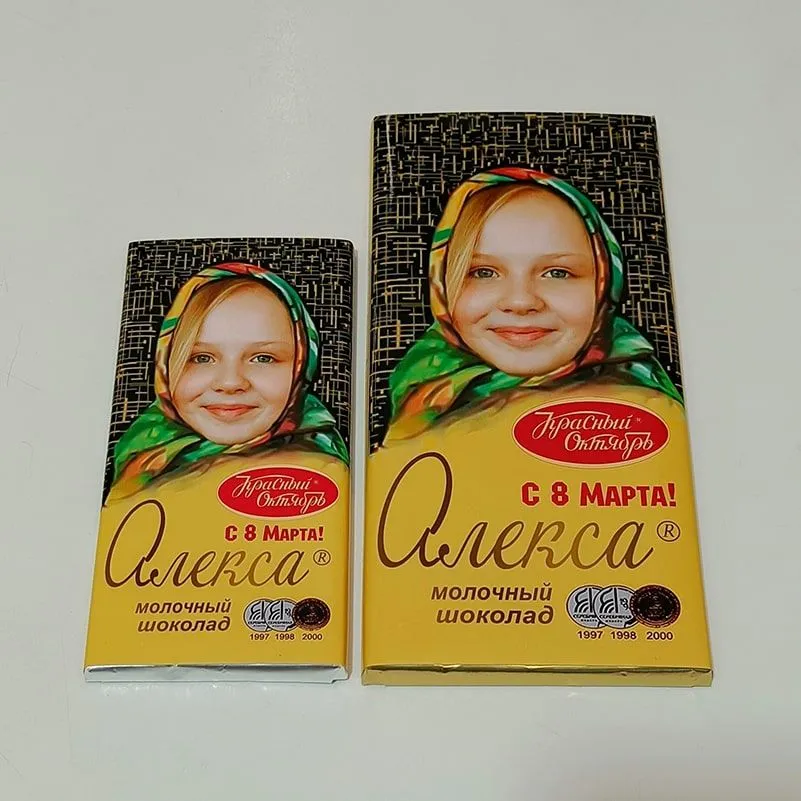 Красный
Октябрь
С 8 Марта!
Алекса®
молочный
шоколад
1997 1998 2000
Красный
Октябрь
С 8 Марта!
Алекса®
молочный
шоколад
1997 1998 2000